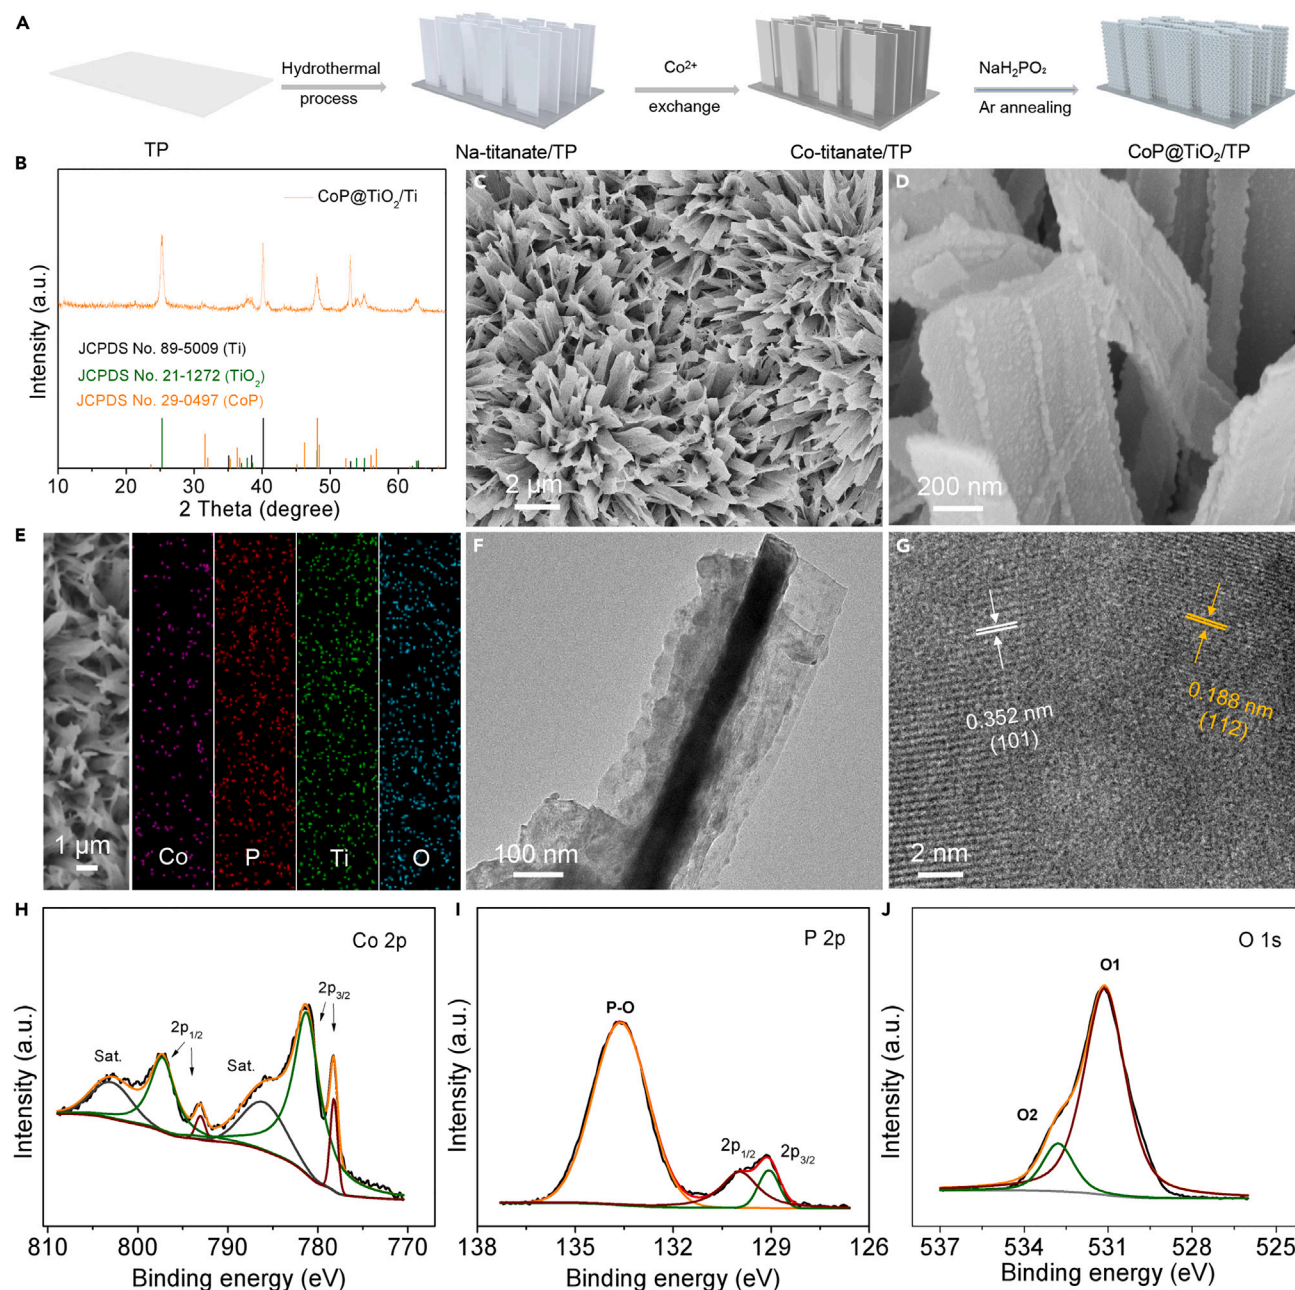 A
Hydrothermal
process
Co²⁺
exchange
NaH₂PO₂
Ar annealing
TP
Na-titanate/TP
Co-titanate/TP
CoP@TiO₂/TP
B
CoP@TiO₂/Ti
Intensity (a.u.)
JCPDS No. 89-5009 (Ti)
JCPDS No. 21-1272 (TiO₂)
JCPDS No. 29-0497 (CoP)
10 20 30 40 50 60
2 Theta (degree)
C
2 μm
D
200 nm
E
1 μm
Co
P
Ti
O
F
100 nm
G
0.352 nm
(101)
0.188 nm
(112)
2 nm
H
Co 2p
2p₃/₂
2p₁/₂
Sat.
Sat.
Intensity (a.u.)
810 800 790 780 770
Binding energy (eV)
I
P 2p
P-O
2p₁/₂
2p₃/₂
Intensity (a.u.)
138 135 132 129 126
Binding energy (eV)
J
O 1s
O1
O2
Intensity (a.u.)
537 534 531 528 525
Binding energy (eV)